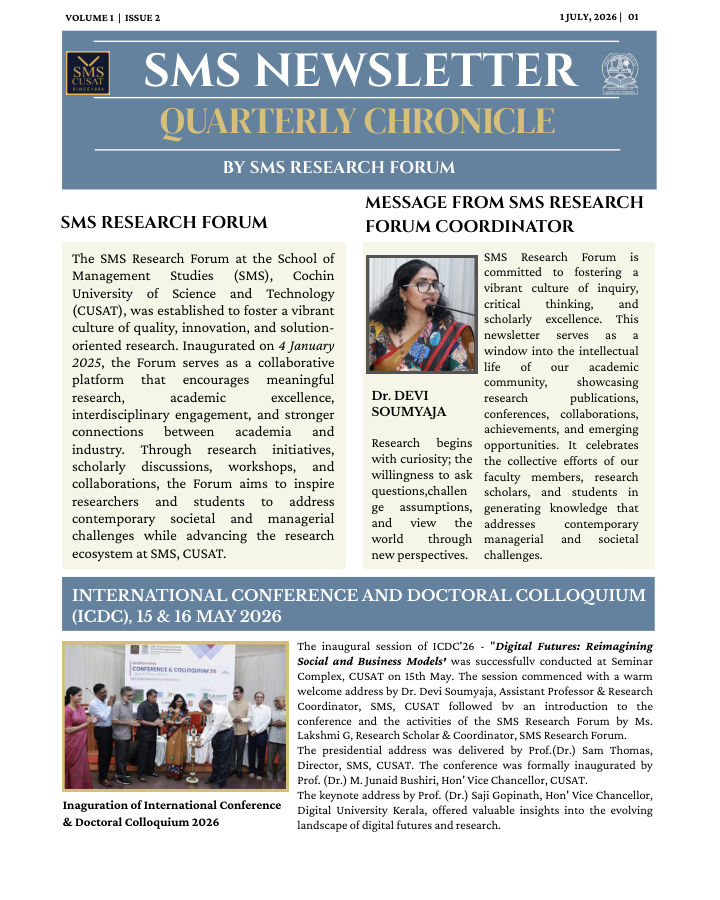 VOLUME 1 | ISSUE 2
1 JULY, 2026 | 01
SMS
CUSAT
SINCE 1964
SMS NEWSLETTER
QUARTERLY CHRONICLE
BY SMS RESEARCH FORUM
SMS RESEARCH FORUM
The SMS Research Forum at the School of
Management Studies (SMS), Cochin
University of Science and Technology
(CUSAT), was established to foster a vibrant
culture of quality, innovation, and solution-
oriented research. Inaugurated on 4 January
2025, the Forum serves as a collaborative
platform that encourages meaningful
research, academic excellence,
interdisciplinary engagement, and stronger
connections between academia and
industry. Through research initiatives,
scholarly discussions, workshops, and
collaborations, the Forum aims to inspire
researchers and students to address
contemporary societal and managerial
challenges while advancing the research
ecosystem at SMS, CUSAT.
MESSAGE FROM SMS RESEARCH
FORUM COORDINATOR
Dr. DEVI
SOUMYAJA
Research begins
with curiosity; the
willingness to ask
questions,challen
ge assumptions,
and view the
world through
new perspectives.
SMS Research Forum is
committed to fostering a
vibrant culture of inquiry,
critical thinking, and
scholarly excellence. This
newsletter serves as a
window into the intellectual
life of our academic
community, showcasing
research publications,
conferences, collaborations,
achievements, and emerging
opportunities. It celebrates
the collective efforts of our
faculty members, research
scholars, and students in
generating knowledge that
addresses contemporary
managerial and societal
challenges.
INTERNATIONAL CONFERENCE AND DOCTORAL COLLOQUIUM
(ICDC), 15 & 16 MAY 2026
CONFERENCE & COLLOQUIUM'26
Inaguration of International Conference
& Doctoral Colloquium 2026
The inaugural session of ICDC'26 - "Digital Futures: Reimagining
Social and Business Models' was successfully conducted at Seminar
Complex, CUSAT on 15th May. The session commenced with a warm
welcome address by Dr. Devi Soumyaja, Assistant Professor & Research
Coordinator, SMS, CUSAT followed by an introduction to the
conference and the activities of the SMS Research Forum by Ms.
Lakshmi G, Research Scholar & Coordinator, SMS Research Forum.
The presidential address was delivered by Prof.(Dr.) Sam Thomas,
Director, SMS, CUSAT. The conference was formally inaugurated by
Prof. (Dr.) M. Junaid Bushiri, Hon' Vice Chancellor, CUSAT.
The keynote address by Prof. (Dr.) Saji Gopinath, Hon' Vice Chancellor,
Digital University Kerala, offered valuable insights into the evolving
landscape of digital futures and research.